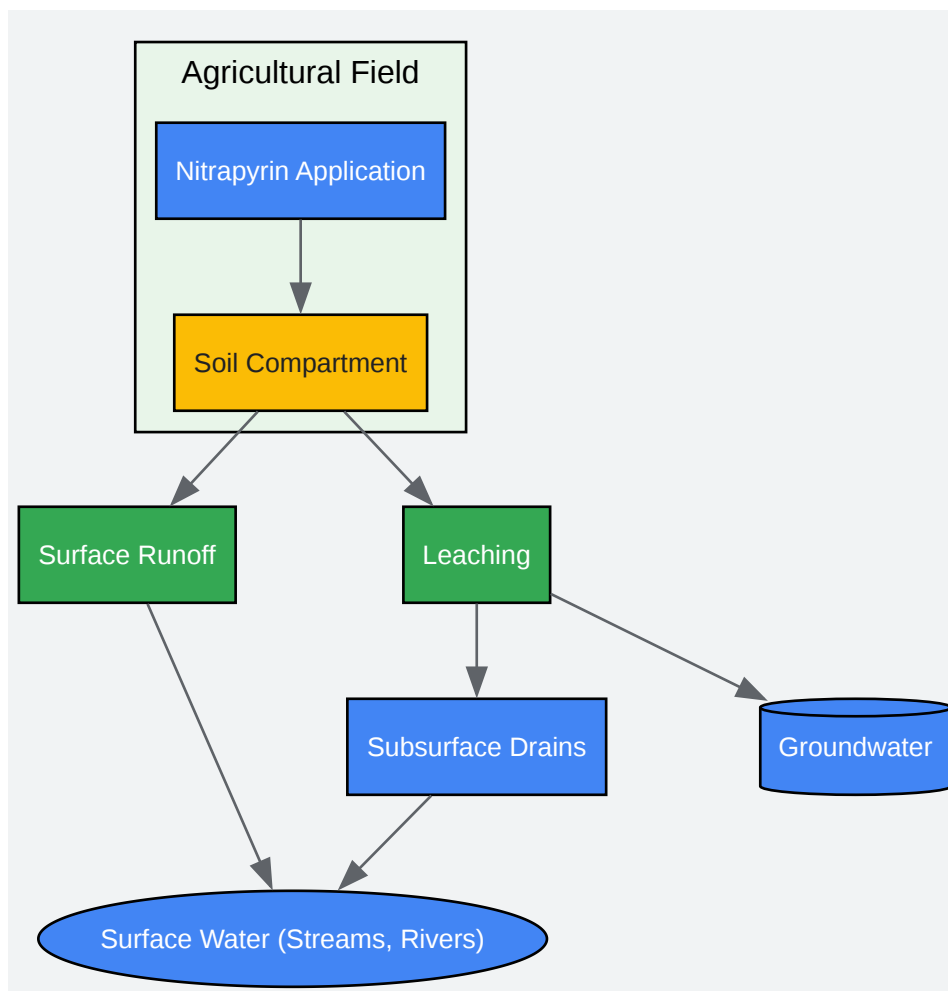 Agricultural Field
Nitrapyrin Application
Soil Compartment
Surface Runoff
Leaching
Subsurface Drains
Groundwater
Surface Water (Streams, Rivers)